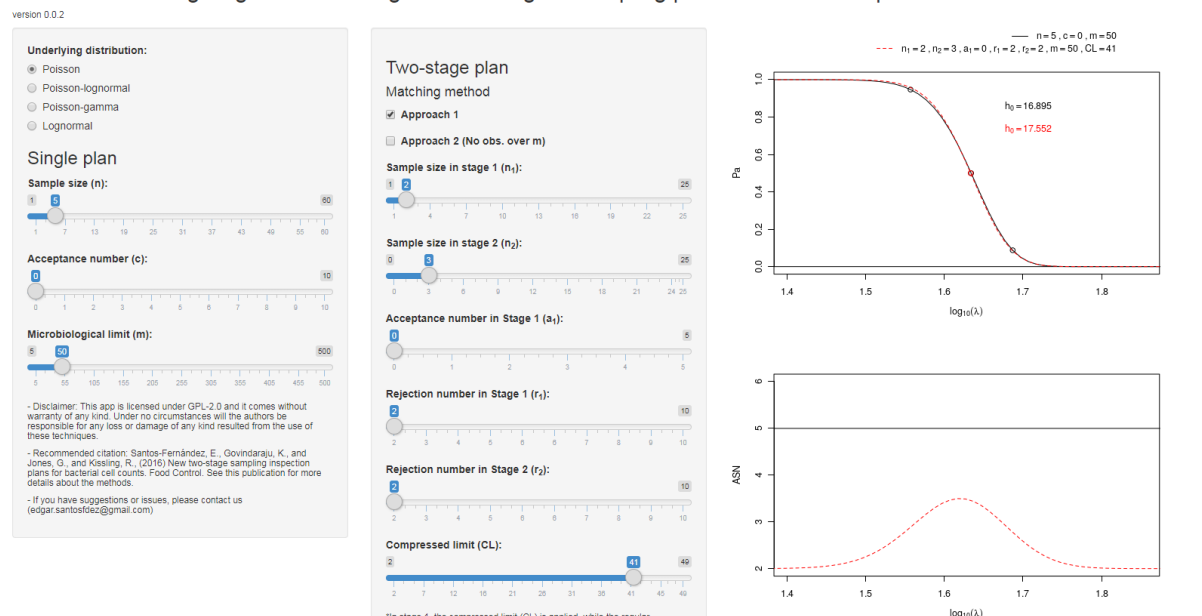 version 0.0.2
Underlying distribution:
Poisson
Poisson-lognormal
Poisson-gamma
Lognormal
Single plan
Sample size (n):
1 5 60
1 7 13 19 25 31 37 43 49 55 60
Acceptance number (c):
0 10
0 1 2 3 4 5 6 7 8 9 10
Microbiological limit (m):
5 50 500
5 55 105 155 205 255 305 355 405 455 500
- Disclaimer: This app is licensed under GPL-2.0 and it comes without
warranty of any kind. Under no circumstances will the authors be
responsible for any loss or damage of any kind resulted from the use of
these techniques.
- Recommended citation: Santos-Fernández, E., Govindaraju, K., and
Jones, G., and Kissling, R., (2016) New two-stage sampling inspection
plans for bacterial cell counts. Food Control. See this publication for more
details about the methods.
- If you have suggestions or issues, please contact us
(edgar.santosfdez@gmail.com)
Two-stage plan
Matching method
Approach 1
Approach 2 (No obs. over m)
Sample size in stage 1 (n₁):
1 2 25
1 4 7 10 13 16 19 22 25
Sample size in stage 2 (n₂):
0 3 25
0 3 6 9 12 15 18 21 24 25
Acceptance number in Stage 1 (a₁):
0 5
0 1 2 3 4 5
Rejection number in Stage 1 (r₁):
2 10
2 3 4 5 6 6 7 8 9 10
Rejection number in Stage 2 (r₂):
2 10
2 3 4 5 6 6 7 8 9 10
Compressed limit (CL):
2 41 49
2 7 12 16 21 26 31 35 41 45 49
n = 5 , c = 0 , m = 50
n₁ = 2 , n₂ = 3 , a₁ = 0 , r₁ = 2 , r₂ = 2 , m = 50 , CL = 41
h₀ = 16.895
h₀ = 17.552
Pa
0.0 0.2 0.4 0.6 0.8 1.0
1.4 1.5 1.6 1.7 1.8
log₁₀(λ)
ASN
2 3 4 5 6
1.4 1.5 1.6 1.7 1.8
log₁₀(λ)